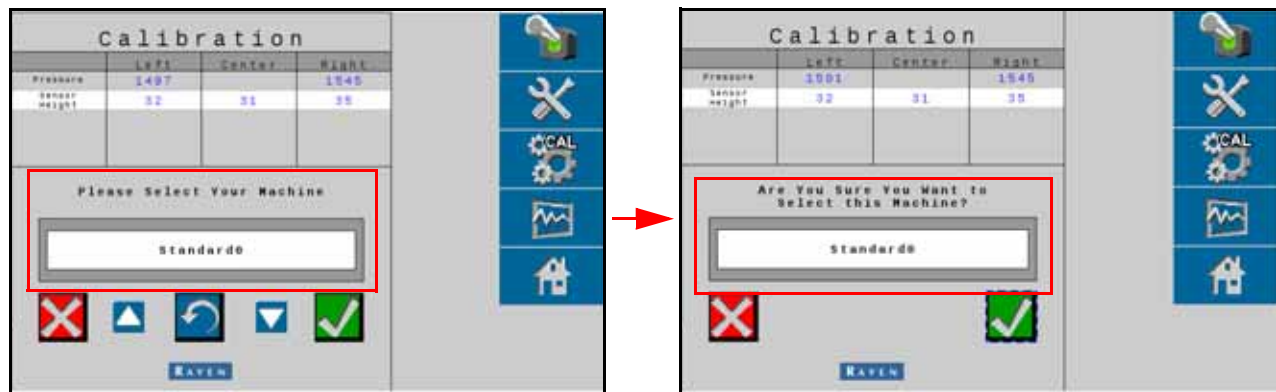 Calibration
Left Center Right
Pressure 1497 1545
Sensor Height 32 31 35
Please Select Your Machine
Standard0
CAL
RAVEN
Calibration
Left Center Right
Pressure 1501 1545
Sensor Height 32 31 35
Are You Sure You Want to
Select this Machine?
Standard0
CAL
RAVEN